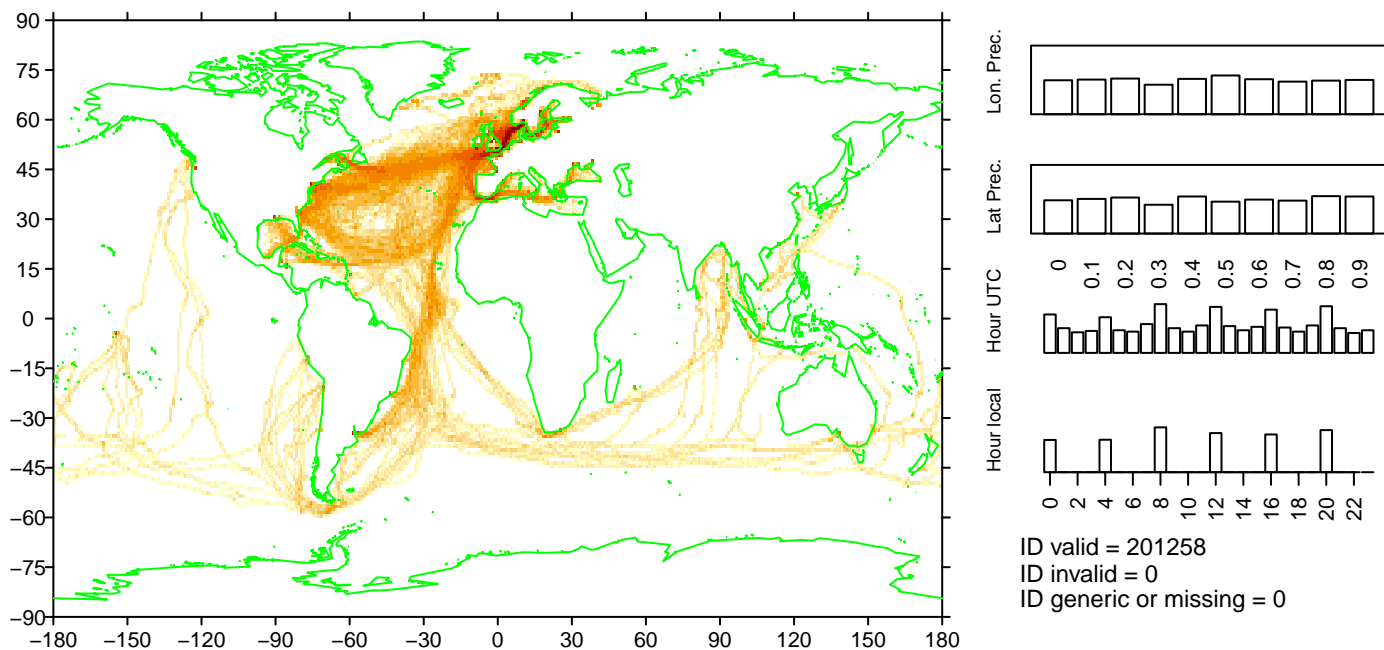 90
75
60
45
30
15
0
−15
−30
−45
−60
−75
−90
−180 −150 −120 −90 −60 −30 0 30 60 90 120 150 180
Lon. Prec.
Lat Prec.
0 0.1 0.2 0.3 0.4 0.5 0.6 0.7 0.8 0.9
Hour UTC
Hour local
0 2 4 6 8 10 12 14 16 18 20 22
ID valid = 201258
ID invalid = 0
ID generic or missing = 0